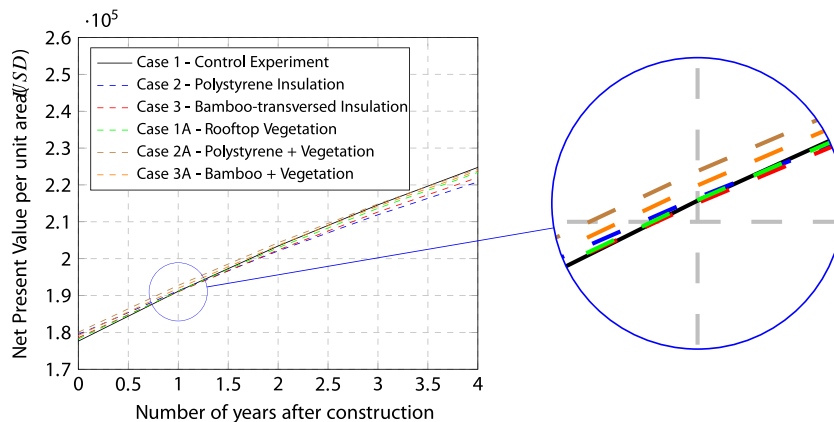 ·10⁵
2 6
2 5
2 4
2 3
2 2
2 1
2
1 9
1 8
1 7
Net Present Value per unit area(USD)
Case 1 - Control Experiment
Case 2 - Polystyrene Insulation
Case 3 - Bamboo-transversed Insulation
Case 1A - Rooftop Vegetation
Case 2A - Polystyrene + Vegetation
Case 3A - Bamboo + Vegetation
0 0.5 1 1.5 2 2.5 3 3.5 4
Number of years after construction